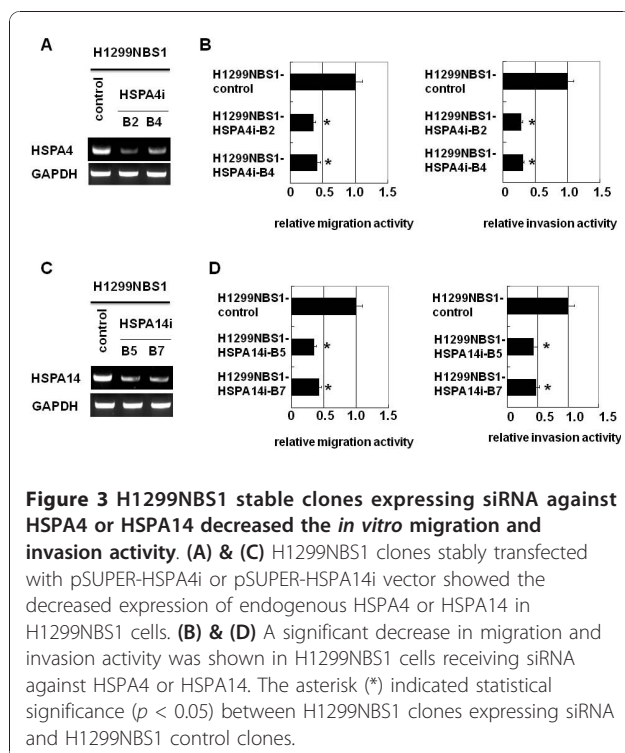 A
H1299NBS1
control
HSPA4i
B2 B4
HSPA4
GAPDH
B
H1299NBS1-
control
H1299NBS1-
HSPA4i-B2
*
H1299NBS1-
HSPA4i-B4
*
0 0.5 1.0 1.5
relative migration activity
H1299NBS1-
control
H1299NBS1-
HSPA4i-B2
*
H1299NBS1-
HSPA4i-B4
*
0 0.5 1.0 1.5
relative invasion activity
C
H1299NBS1
control
HSPA14i
B5 B7
HSPA14
GAPDH
D
H1299NBS1-
control
H1299NBS1-
HSPA14i-B5
*
H1299NBS1-
HSPA14i-B7
*
0 0.5 1.0 1.5
relative migration activity
H1299NBS1-
control
H1299NBS1-
HSPA14i-B5
*
H1299NBS1-
HSPA14i-B7
*
0 0.5 1.0 1.5
relative invasion activity
Figure 3 H1299NBS1 stable clones expressing siRNA against
HSPA4 or HSPA14 decreased the in vitro migration and
invasion activity. (A) & (C) H1299NBS1 clones stably transfected
with pSUPER-HSPA4i or pSUPER-HSPA14i vector showed the
decreased expression of endogenous HSPA4 or HSPA14 in
H1299NBS1 cells. (B) & (D) A significant decrease in migration and
invasion activity was shown in H1299NBS1 cells receiving siRNA
against HSPA4 or HSPA14. The asterisk (*) indicated statistical
significance (p < 0.05) between H1299NBS1 clones expressing siRNA
and H1299NBS1 control clones.